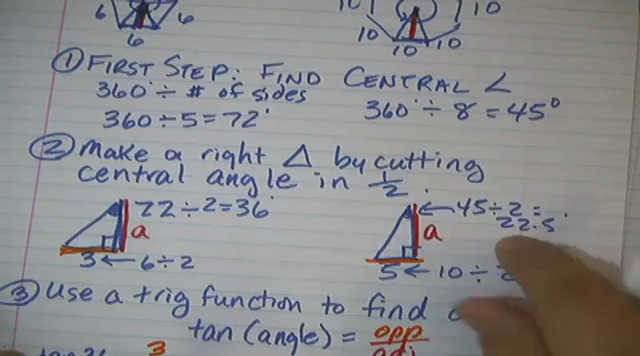 6 6 10 10
6 10 10 10
① FIRST STEP: FIND CENTRAL ∠
360° ÷ # of sides 360° ÷ 8 = 45°
360 ÷ 5 = 72°
② Make a right △ by cutting
central angle in 1/2.
72 ÷ 2 = 36° ← 45 ÷ 2 =
22.5°
a a
3 ← 6 ÷ 2 5 ← 10 ÷ 2
③ Use a trig function to find
tan (angle) = opp
adj
3